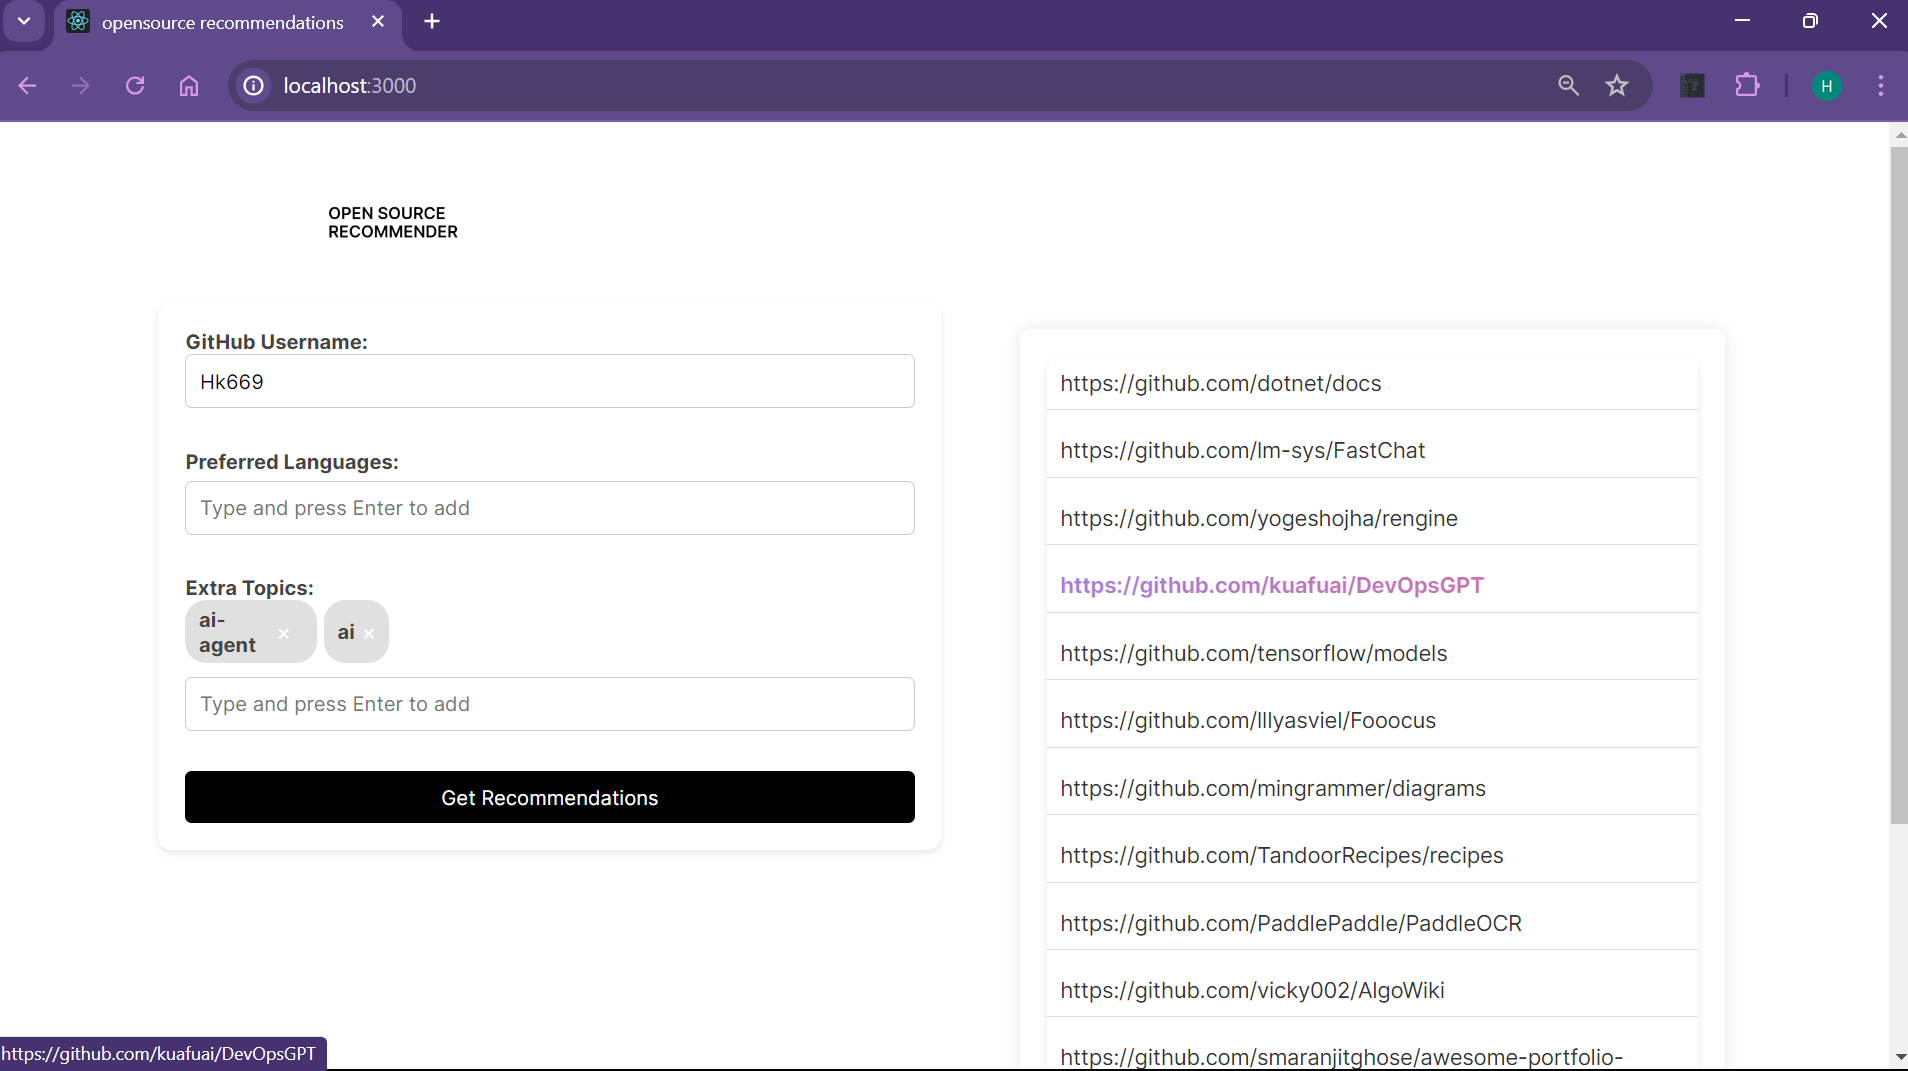 opensource recommendations
localhost:3000
H
OPEN SOURCE
RECOMMENDER
GitHub Username:
Hk669
Preferred Languages:
Type and press Enter to add
Extra Topics:
ai-
agent
ai
Type and press Enter to add
Get Recommendations
https://github.com/dotnet/docs
https://github.com/lm-sys/FastChat
https://github.com/yogeshojha/rengine
https://github.com/kuafuai/DevOpsGPT
https://github.com/tensorflow/models
https://github.com/lllyasviel/Fooocus
https://github.com/mingrammer/diagrams
https://github.com/TandoorRecipes/recipes
https://github.com/PaddlePaddle/PaddleOCR
https://github.com/vicky002/AlgoWiki
https://github.com/smaranjitghose/awesome-portfolio-
https://github.com/kuafuai/DevOpsGPT